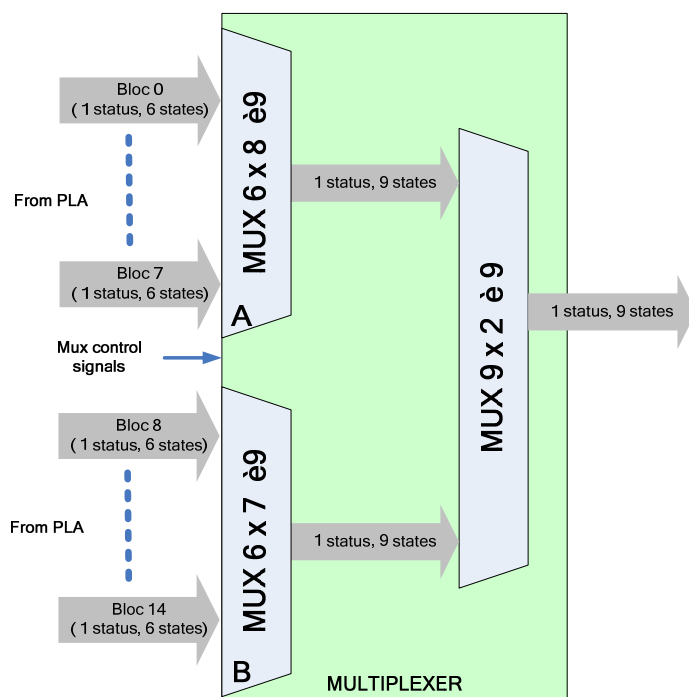 Bloc 0
( 1 status, 6 states)
From PLA
Bloc 7
( 1 status, 6 states)
MUX 6 x 8 è9
A
1 status, 9 states
Mux control
signals
MUX 9 x 2 è 9
1 status, 9 states
Bloc 8
( 1 status, 6 states)
From PLA
Bloc 14
( 1 status, 6 states)
MUX 6 x 7 è9
B
1 status, 9 states
MULTIPLEXER